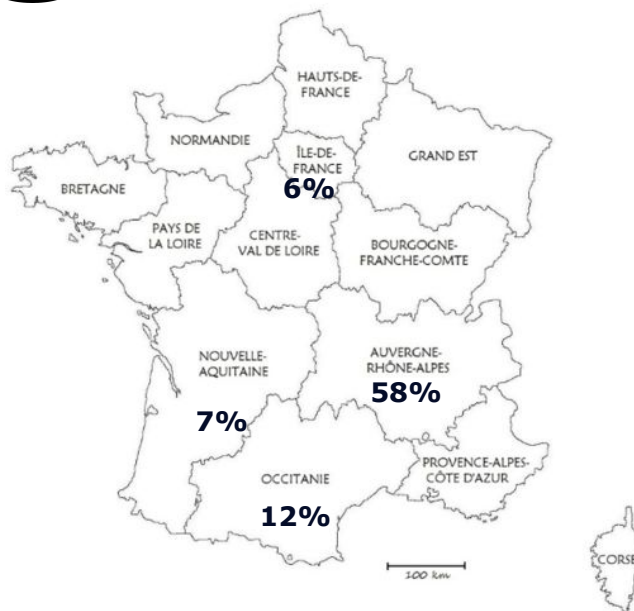 HAUTS-DE-
FRANCE
NORMANDIE
ÎLE-DE-
FRANCE
6%
GRAND EST
BRETAGNE
PAYS DE
LA LOIRE
CENTRE-
VAL DE LOIRE
BOURGOGNE-
FRANCHE-COMTE
NOUVELLE-
AQUITAINE
7%
AUVERGNE-
RHÔNE-ALPES
58%
OCCITANIE
12%
PROVENCE-ALPES-
CÔTE D'AZUR
CORSE
100 km